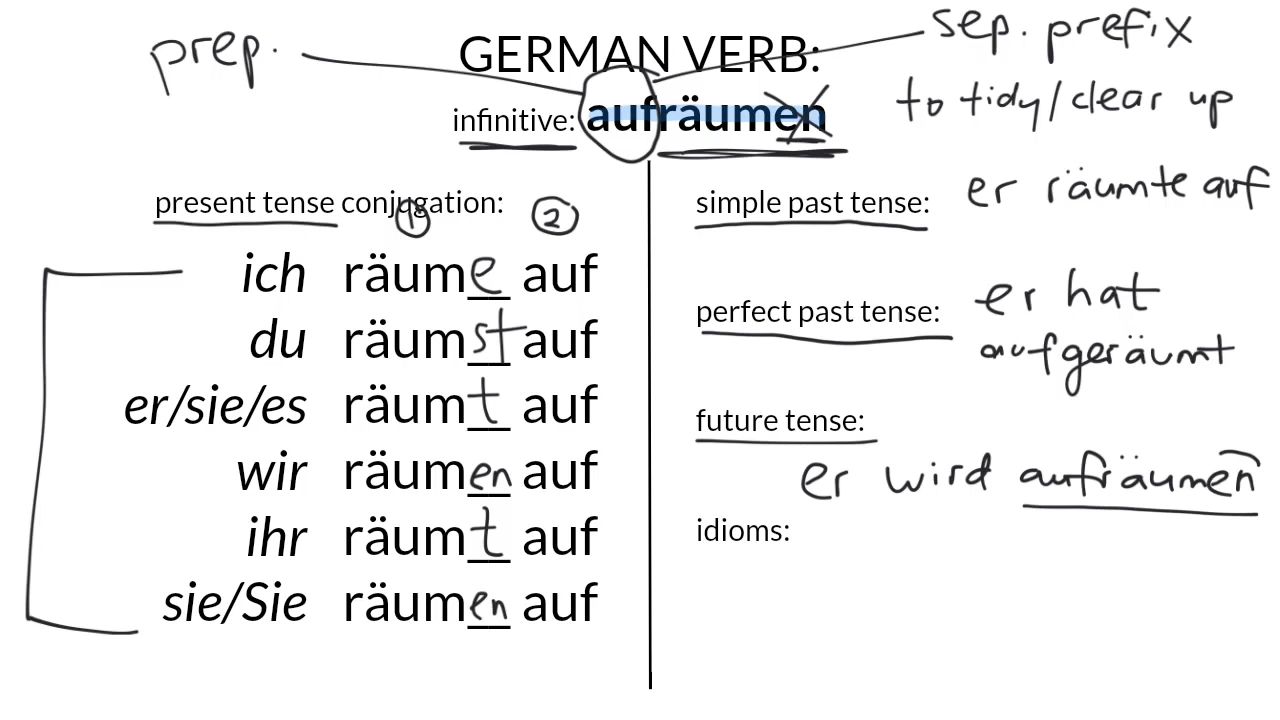 prep.
GERMAN VERB:
sep. prefix
infinitive: aufräumen
to tidy/clear up
present tense conjugation:
① ②
ich räume auf
du räumst auf
er/sie/es räumt auf
wir räumen auf
ihr räumt auf
sie/Sie räumen auf
simple past tense: er räumte auf
perfect past tense: er hat
aufgeräumt
future tense:
er wird aufräumen
idioms: